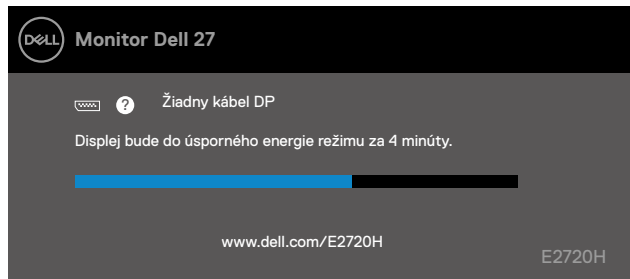 DELL
Monitor Dell 27
? Žiadny kábel DP
Displej bude do úsporného energie režimu za 4 minúty.
www.dell.com/E2720H
E2720H